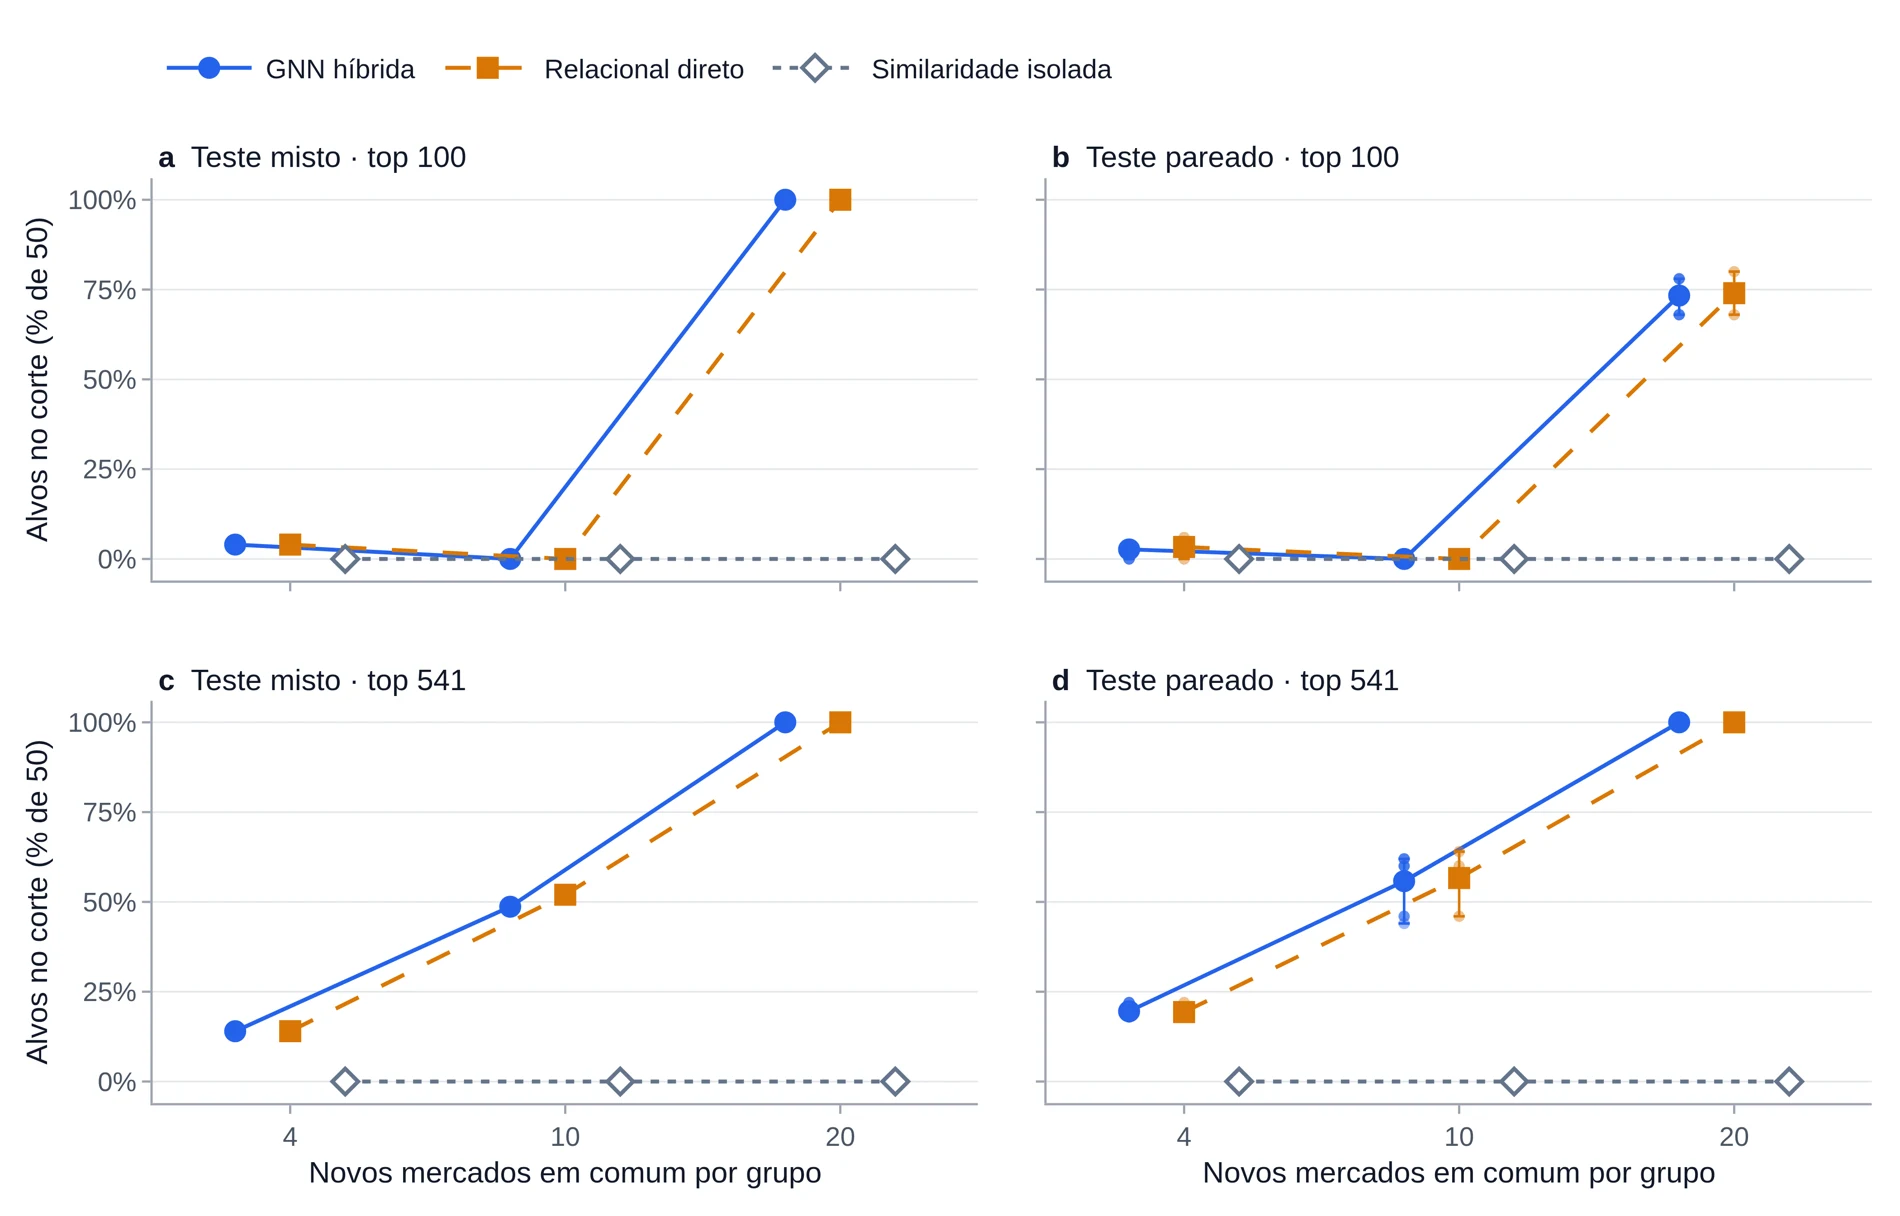 GNN híbrida
Relacional direto
Similaridade isolada
a Teste misto · top 100
b Teste pareado · top 100
Alvos no corte (% de 50)
100%
75%
50%
25%
0%
c Teste misto · top 541
d Teste pareado · top 541
Alvos no corte (% de 50)
100%
75%
50%
25%
0%
4 10 20
4 10 20
Novos mercados em comum por grupo
Novos mercados em comum por grupo